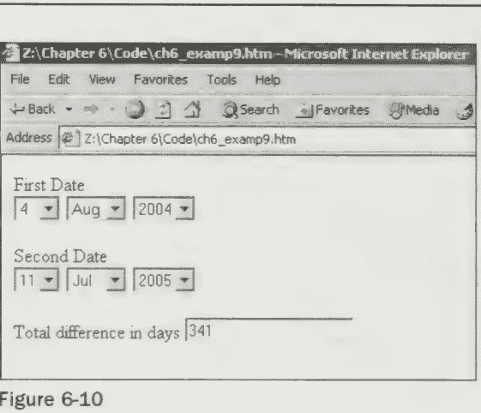 Z:\Chapter 6\Code\ch6_examp9.htm - Microsoft Internet Explorer
File Edit View Favorites Tools Help
Back Search Favorites Media
Address Z:\Chapter 6\Code\ch6_examp9.htm
First Date
4 Aug 2004
Second Date
11 Jul 2005
Total difference in days 341
Figure 6-10